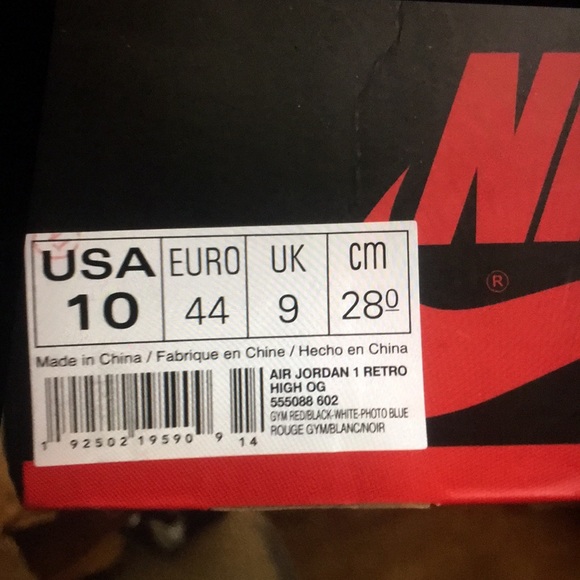 NI
®
USA EURO UK cm
10 44 9 280
Made in China / Fabrique en Chine / Hecho en China
AIR JORDAN 1 RETRO
HIGH OG
555088 602
GYM RED/BLACK-WHITE-PHOTO BLUE
ROUGE GYM/BLANC/NOIR
1 92502 19590 9 14